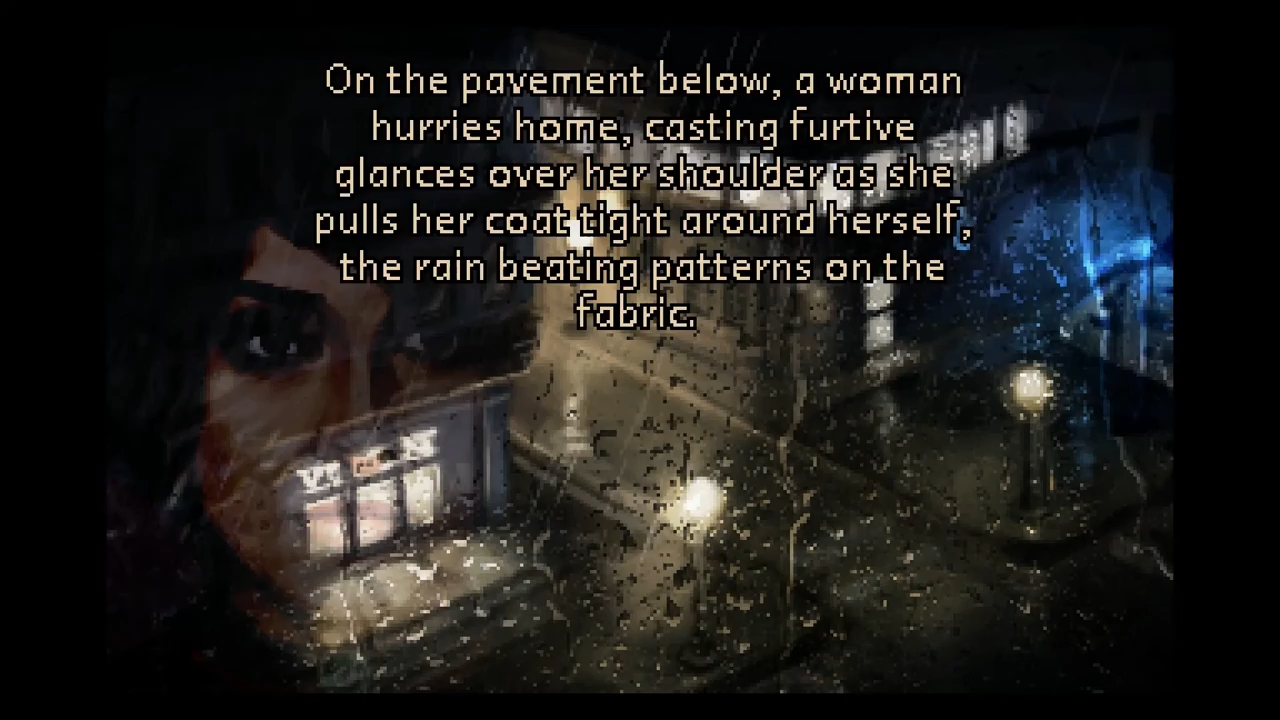 On the pavement below, a woman
hurries home, casting furtive
glances over her shoulder as she
pulls her coat tight around herself,
the rain beating patterns on the
fabric.